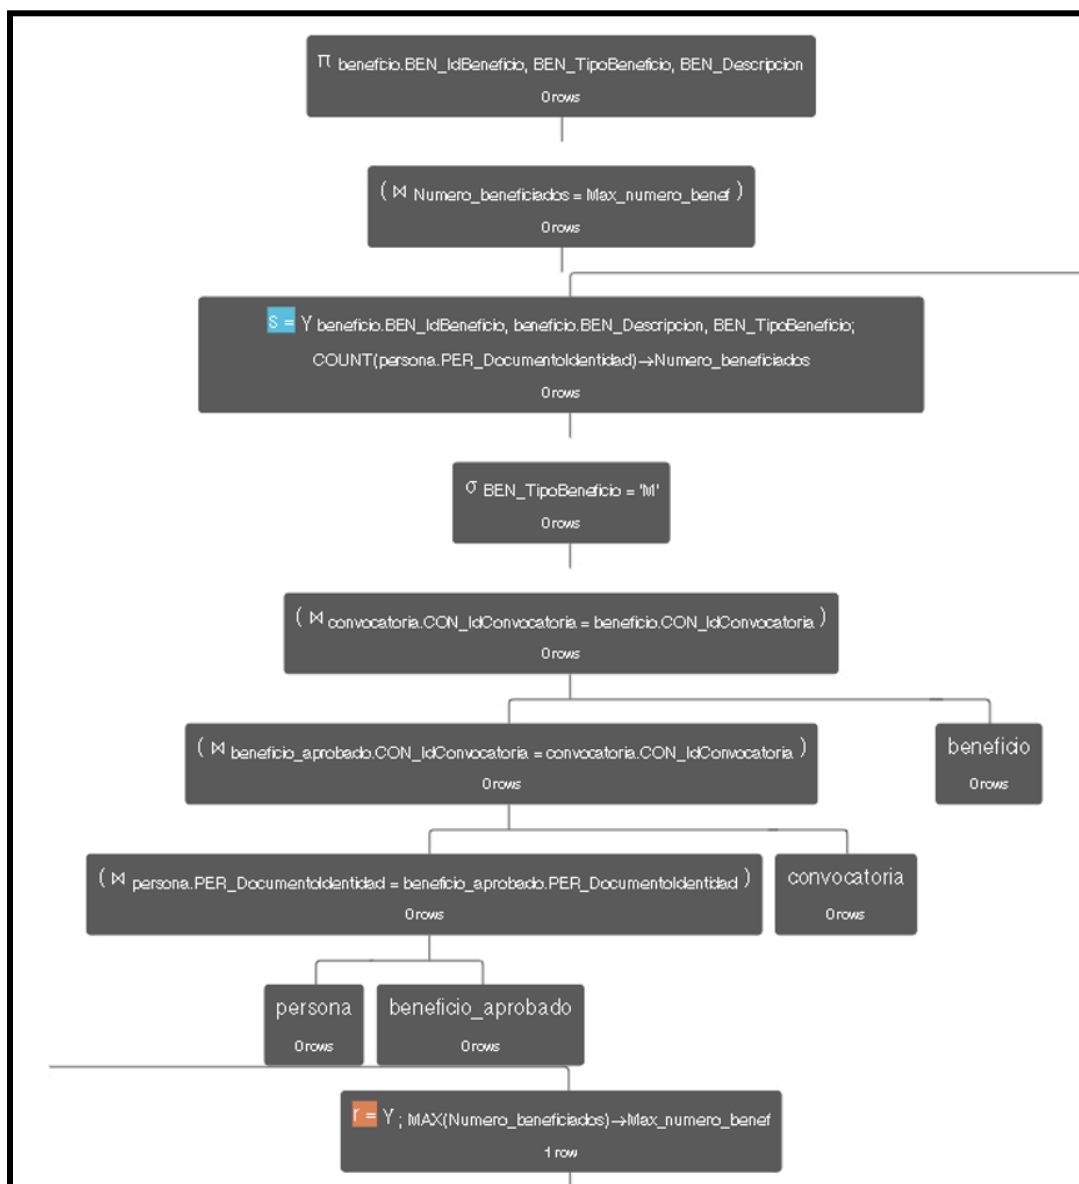 π beneficio.BEN_IdBeneficio, BEN_TipoBeneficio, BEN_Descripcion
0 rows
( ⋈ Numero_beneficiados = Max_numero_benef )
0 rows
S = γ beneficio.BEN_IdBeneficio, beneficio.BEN_Descripcion, BEN_TipoBeneficio;
COUNT(persona.PER_DocumentoIdentidad)→Numero_beneficiados
0 rows
σ BEN_TipoBeneficio = 'M'
0 rows
( ⋈ convocatoria.CON_IdConvocatoria = beneficio.CON_IdConvocatoria )
0 rows
( ⋈ beneficio_aprobado.CON_IdConvocatoria = convocatoria.CON_IdConvocatoria )
0 rows
beneficio
0 rows
( ⋈ persona.PER_DocumentoIdentidad = beneficio_aprobado.PER_DocumentoIdentidad )
0 rows
convocatoria
0 rows
persona
0 rows
beneficio_aprobado
0 rows
r = γ ; MAX(Numero_beneficiados)→Max_numero_benef
1 row